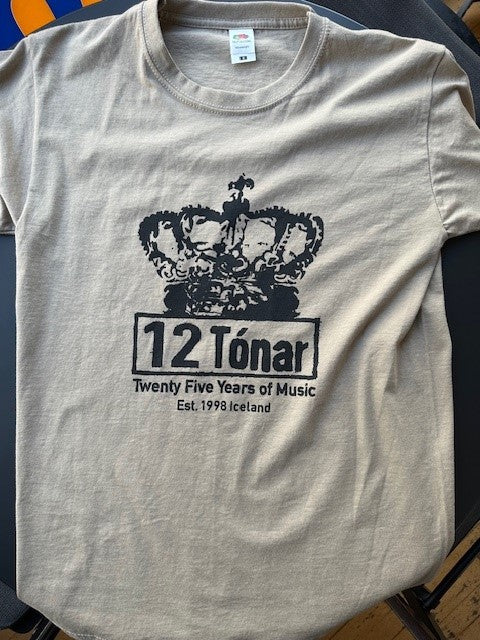 12 Tónar
Twenty Five Years of Music
Est. 1998 Iceland